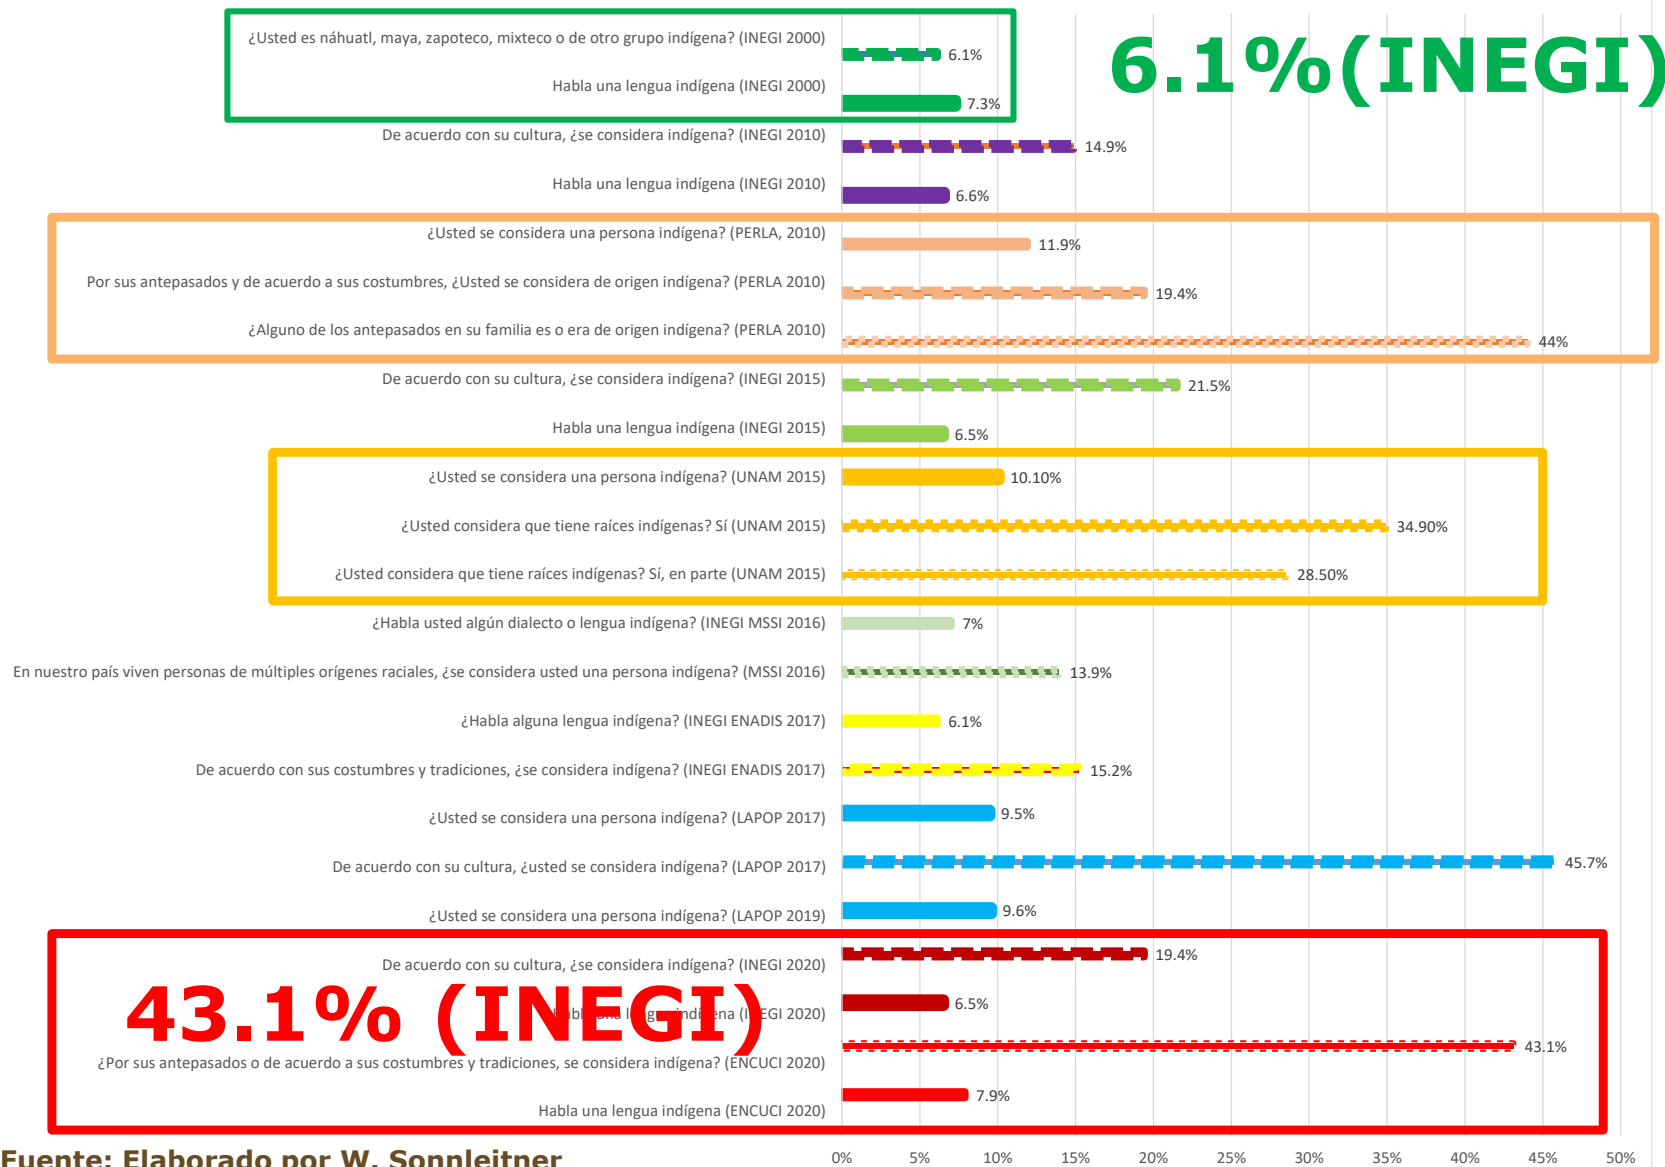 ¿Usted es náhuatl, maya, zapoteco, mixteco o de otro grupo indígena? (INEGI 2000)
6.1%
6.1%(INEGI)
Habla una lengua indígena (INEGI 2000)
7.3%
De acuerdo con su cultura, ¿se considera indígena? (INEGI 2010)
14.9%
Habla una lengua indígena (INEGI 2010)
6.6%
¿Usted se considera una persona indígena? (PERLA, 2010)
11.9%
Por sus antepasados y de acuerdo a sus costumbres, ¿Usted se considera de origen indígena? (PERLA 2010)
19.4%
¿Alguno de los antepasados en su familia es o era de origen indígena? (PERLA 2010)
44%
De acuerdo con su cultura, ¿se considera indígena? (INEGI 2015)
21.5%
Habla una lengua indígena (INEGI 2015)
6.5%
¿Usted se considera una persona indígena? (UNAM 2015)
10.10%
¿Usted considera que tiene raíces indígenas? Sí (UNAM 2015)
34.90%
¿Usted considera que tiene raíces indígenas? Sí, en parte (UNAM 2015)
28.50%
¿Habla usted algún dialecto o lengua indígena? (INEGI MSSI 2016)
7%
En nuestro país viven personas de múltiples orígenes raciales, ¿se considera usted una persona indígena? (MSSI 2016)
13.9%
¿Habla alguna lengua indígena? (INEGI ENADIS 2017)
6.1%
De acuerdo con sus costumbres y tradiciones, ¿se considera indígena? (INEGI ENADIS 2017)
15.2%
¿Usted se considera una persona indígena? (LAPOP 2017)
9.5%
De acuerdo con su cultura, ¿usted se considera indígena? (LAPOP 2017)
45.7%
¿Usted se considera una persona indígena? (LAPOP 2019)
9.6%
De acuerdo con su cultura, ¿se considera indígena? (INEGI 2020)
19.4%
43.1% (INEGI)
Habla una lengua indígena (INEGI 2020)
6.5%
¿Por sus antepasados o de acuerdo a sus costumbres y tradiciones, se considera indígena? (ENCUCI 2020)
43.1%
Habla una lengua indígena (ENCUCI 2020)
7.9%
0% 5% 10% 15% 20% 25% 30% 35% 40% 45% 50%
Fuente: Elaborado por W. Sonnleitner